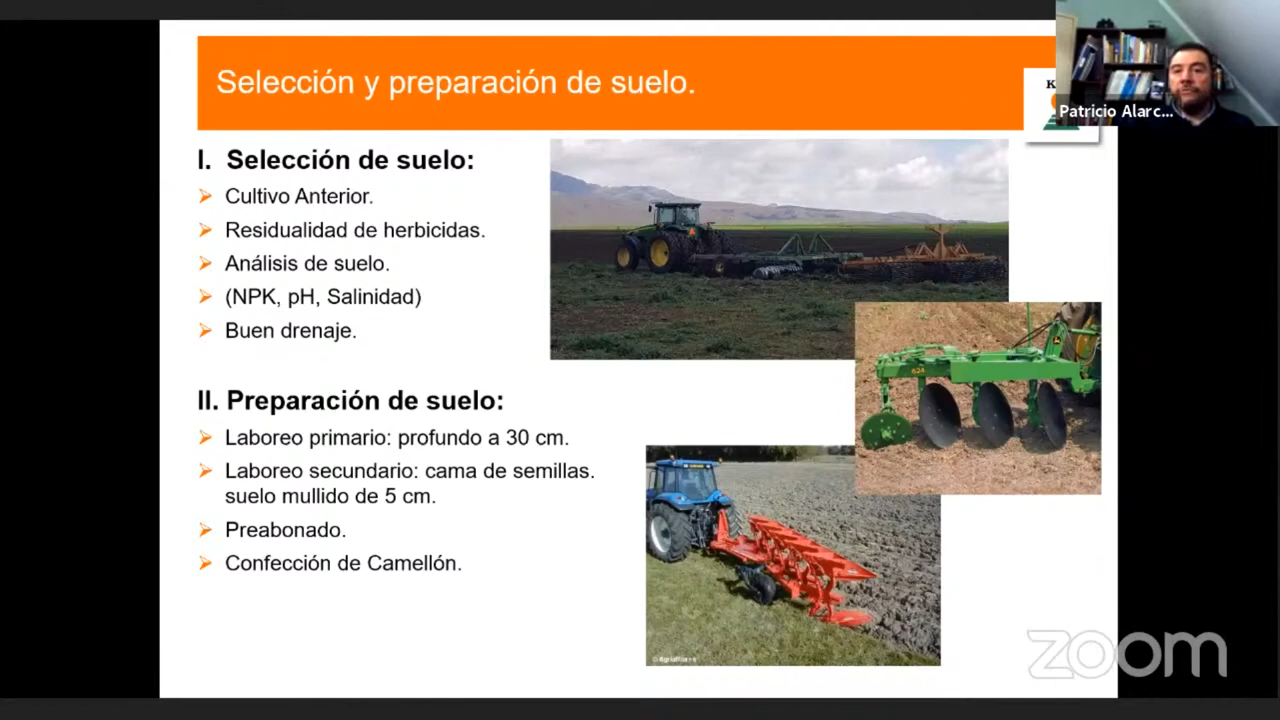 Selección y preparación de suelo.
K
Patricio Alarc...
I. Selección de suelo:
Cultivo Anterior.
Residualidad de herbicidas.
Análisis de suelo.
(NPK, pH, Salinidad)
Buen drenaje.
II. Preparación de suelo:
Laboreo primario: profundo a 30 cm.
Laboreo secundario: cama de semillas.
suelo mullido de 5 cm.
Preabonado.
Confección de Camellón.
zoom